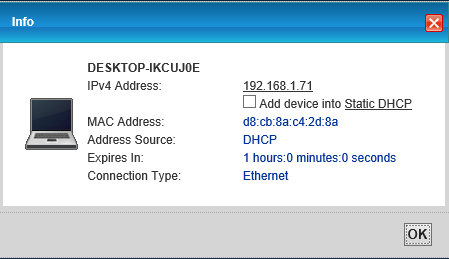 Info
DESKTOP-IKCUJ0E
IPv4 Address: 192.168.1.71
Add device into Static DHCP
MAC Address: d8:cb:8a:c4:2d:8a
Address Source: DHCP
Expires In: 1 hours:0 minutes:0 seconds
Connection Type: Ethernet
OK